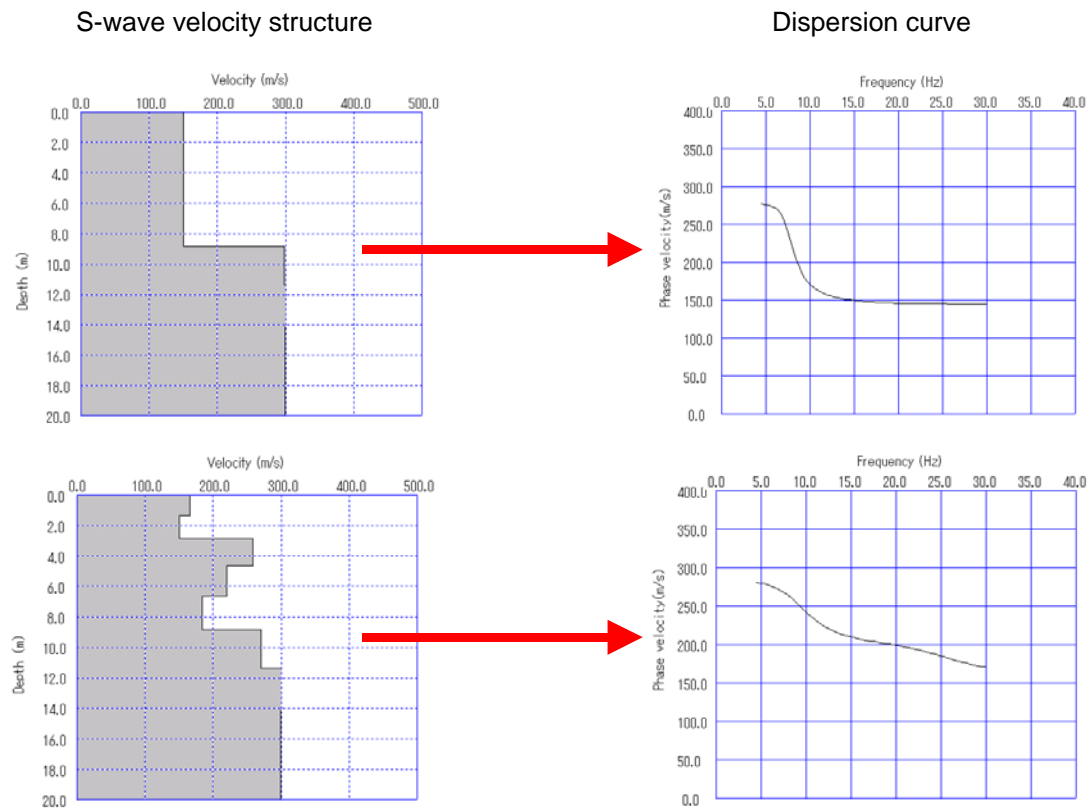 S-wave velocity structure
Dispersion curve
Velocity (m/s)
0.0 100.0 200.0 300.0 400.0 500.0
0.0
2.0
4.0
6.0
8.0
10.0
12.0
14.0
16.0
18.0
20.0
Depth (m)
Frequency (Hz)
0.0 5.0 10.0 15.0 20.0 25.0 30.0 35.0 40.0
400.0
350.0
300.0
250.0
200.0
150.0
100.0
50.0
0.0
Phase velocity(m/s)
Velocity (m/s)
0.0 100.0 200.0 300.0 400.0 500.0
0.0
2.0
4.0
6.0
8.0
10.0
12.0
14.0
16.0
18.0
20.0
Depth (m)
Frequency (Hz)
0.0 5.0 10.0 15.0 20.0 25.0 30.0 35.0 40.0
400.0
350.0
300.0
250.0
200.0
150.0
100.0
50.0
0.0
Phase velocity(m/s)